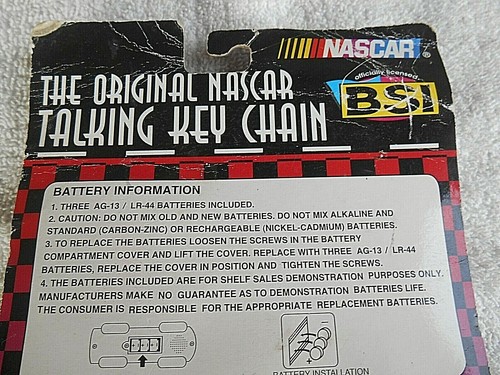 NASCAR®
officially licensed
BSI
THE ORIGINAL NASCAR
TALKING KEY CHAIN
BATTERY INFORMATION
1. THREE AG-13 / LR-44 BATTERIES INCLUDED.
2. CAUTION: DO NOT MIX OLD AND NEW BATTERIES. DO NOT MIX ALKALINE AND
STANDARD (CARBON-ZINC) OR RECHARGEABLE (NICKEL-CADMIUM) BATTERIES.
3. TO REPLACE THE BATTERIES LOOSEN THE SCREWS IN THE BATTERY
COMPARTMENT COVER AND LIFT THE COVER. REPLACE WITH THREE AG-13 / LR-44
BATTERIES, REPLACE THE COVER IN POSITION AND TIGHTEN THE SCREWS.
4. THE BATTERIES INCLUDED ARE FOR SHELF SALES DEMONSTRATION PURPOSES ONLY.
MANUFACTURERS MAKE NO GUARANTEE AS TO DEMONSTRATION BATTERIES LIFE.
THE CONSUMER IS RESPONSIBLE FOR THE APPROPRIATE REPLACEMENT BATTERIES.
+
BATTERY INSTALLATION